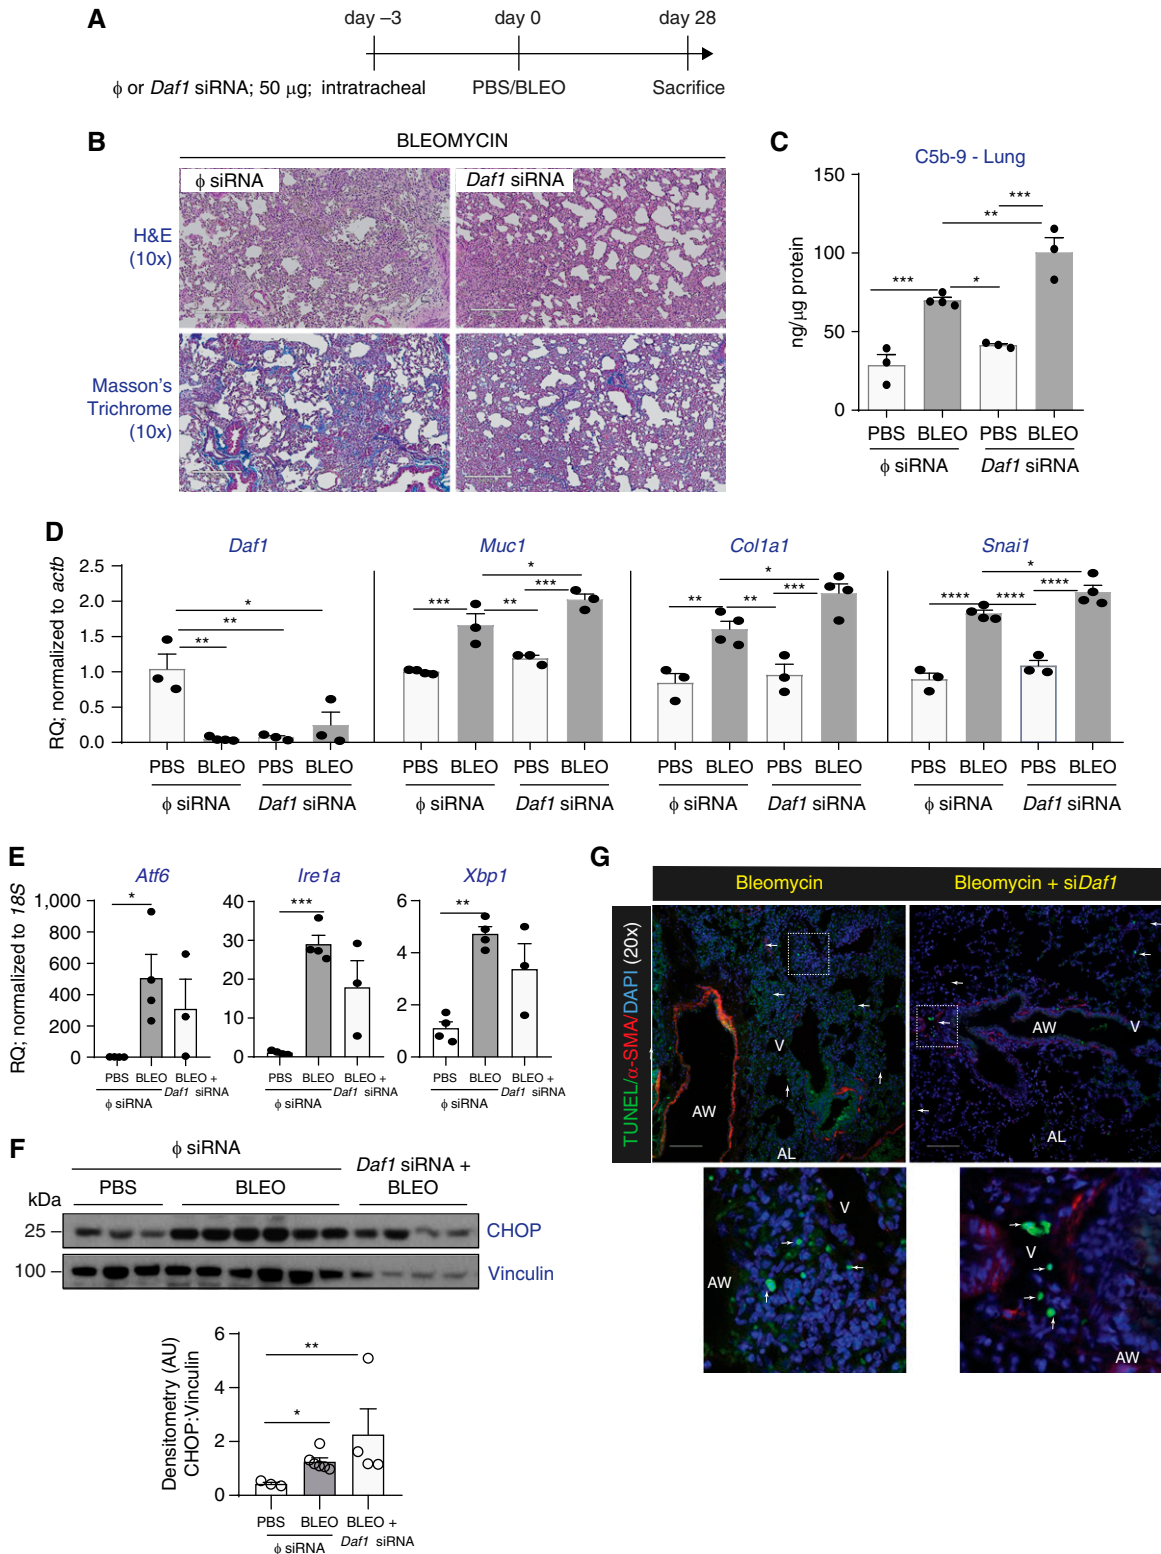 A
day –3 day 0 day 28
ϕ or Daf1 siRNA; 50 μg; intratracheal PBS/BLEO Sacrifice
B
BLEOMYCIN
ϕ siRNA Daf1 siRNA
H&E
(10x)
Masson's
Trichrome
(10x)
C
C5b-9 - Lung
ng/μg protein
150
100
50
0
***
**
***
*
PBS BLEO PBS BLEO
ϕ siRNA Daf1 siRNA
D
Daf1 Muc1 Col1a1 Snai1
RQ; normalized to actb
2.5
2.0
1.5
1.0
0.5
0.0
*
**
**
*
***
***
**
*
***
**
**
*
****
****
****
PBS BLEO PBS BLEO PBS BLEO PBS BLEO PBS BLEO PBS BLEO PBS BLEO PBS BLEO
ϕ siRNA Daf1 siRNA ϕ siRNA Daf1 siRNA ϕ siRNA Daf1 siRNA ϕ siRNA Daf1 siRNA
E
RQ; normalized to 18S
Atf6
1,000
800
600
400
200
0
*
PBS BLEO BLEO +
Daf1 siRNA
ϕ siRNA
Ire1a
40
30
20
10
0
***
PBS BLEO BLEO +
Daf1 siRNA
ϕ siRNA
Xbp1
6
4
2
0
**
PBS BLEO BLEO +
Daf1 siRNA
ϕ siRNA
F
ϕ siRNA
Daf1 siRNA +
PBS BLEO BLEO
kDa
25 CHOP
100 Vinculin
Densitometry (AU)
CHOP:Vinculin
6
4
2
0
**
*
PBS BLEO BLEO +
Daf1 siRNA
ϕ siRNA
G
Bleomycin Bleomycin + siDaf1
TUNEL/α-SMA/DAPI (20x)
V
AW
AL
AW V
AL
V
AW
V
AW